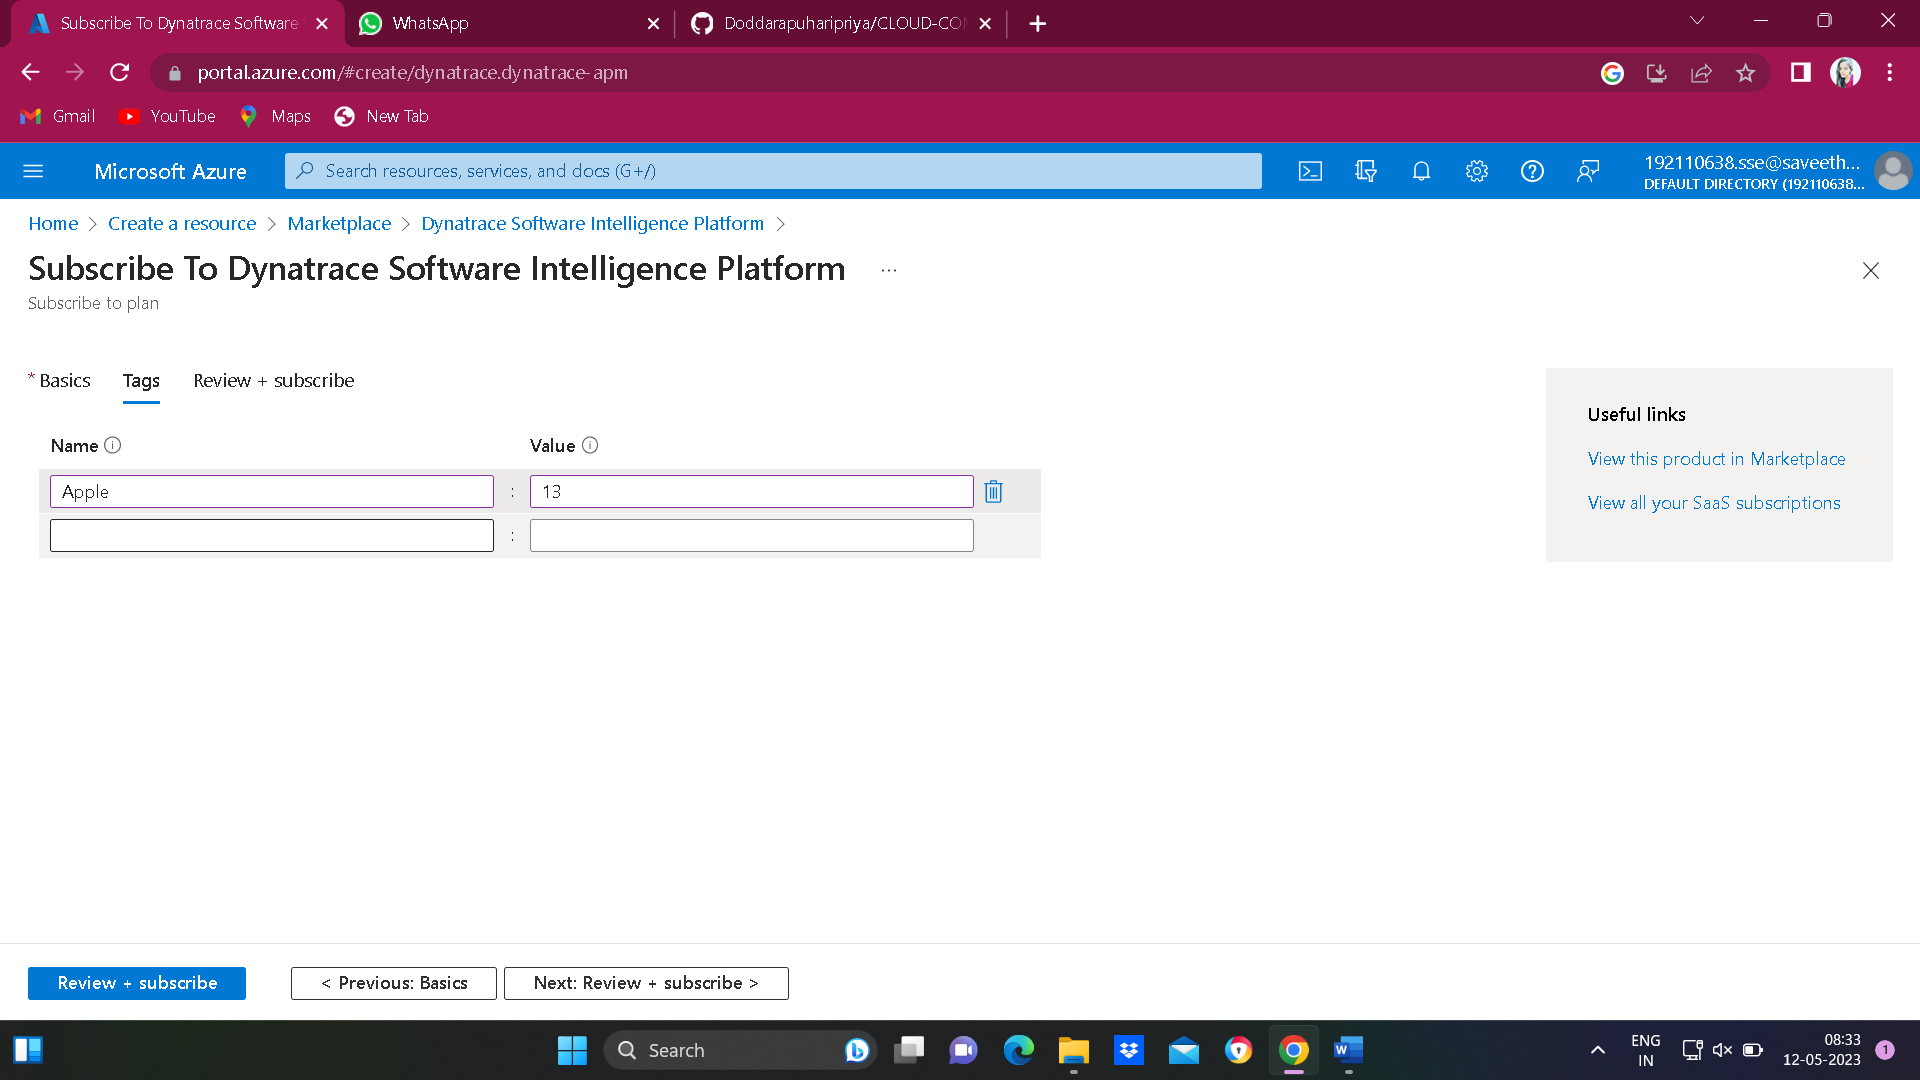 Subscribe To Dynatrace Software
WhatsApp
Doddarapuharipriya/CLOUD-CO
portal.azure.com/#create/dynatrace.dynatrace-apm
Gmail
YouTube
Maps
New Tab
Microsoft Azure
Search resources, services, and docs (G+/)
192110638.sse@saveeth...
DEFAULT DIRECTORY (192110638...
Home > Create a resource > Marketplace > Dynatrace Software Intelligence Platform >
Subscribe To Dynatrace Software Intelligence Platform ...
Subscribe to plan
* Basics
Tags
Review + subscribe
Name
Value
Apple : 13
:
Useful links
View this product in Marketplace
View all your SaaS subscriptions
Review + subscribe
< Previous: Basics
Next: Review + subscribe >
Search
ENG
IN
08:33
12-05-2023
1